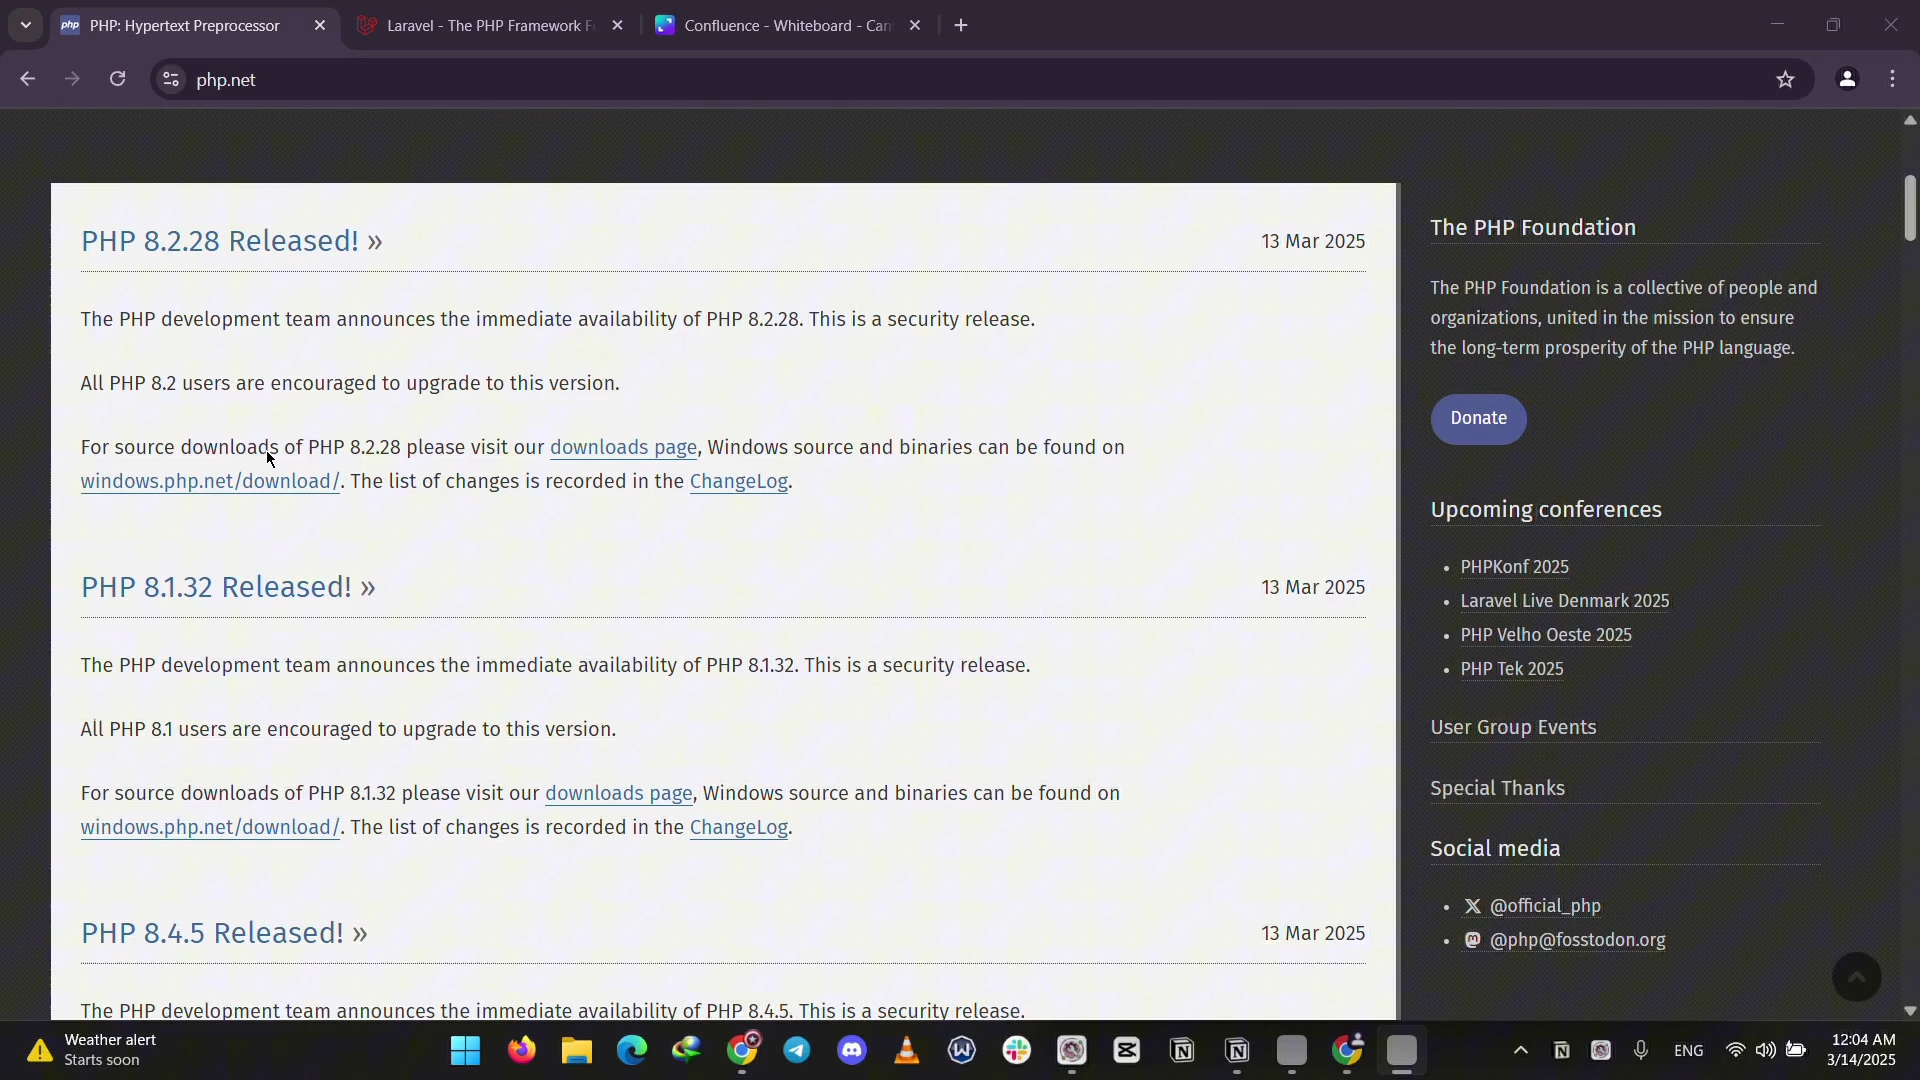 PHP: Hypertext Preprocessor
Laravel - The PHP Framework F
Confluence - Whiteboard - Can
php.net
PHP 8.2.28 Released! »
13 Mar 2025
The PHP development team announces the immediate availability of PHP 8.2.28. This is a security release.
All PHP 8.2 users are encouraged to upgrade to this version.
For source downloads of PHP 8.2.28 please visit our downloads page, Windows source and binaries can be found on
windows.php.net/download/. The list of changes is recorded in the ChangeLog.
PHP 8.1.32 Released! »
13 Mar 2025
The PHP development team announces the immediate availability of PHP 8.1.32. This is a security release.
All PHP 8.1 users are encouraged to upgrade to this version.
For source downloads of PHP 8.1.32 please visit our downloads page, Windows source and binaries can be found on
windows.php.net/download/. The list of changes is recorded in the ChangeLog.
PHP 8.4.5 Released! »
13 Mar 2025
The PHP development team announces the immediate availability of PHP 8.4.5. This is a security release.
The PHP Foundation
The PHP Foundation is a collective of people and
organizations, united in the mission to ensure
the long-term prosperity of the PHP language.
Donate
Upcoming conferences
PHPKonf 2025
Laravel Live Denmark 2025
PHP Velho Oeste 2025
PHP Tek 2025
User Group Events
Special Thanks
Social media
@official_php
@php@fosstodon.org
Weather alert
Starts soon
ENG
12:04 AM
3/14/2025